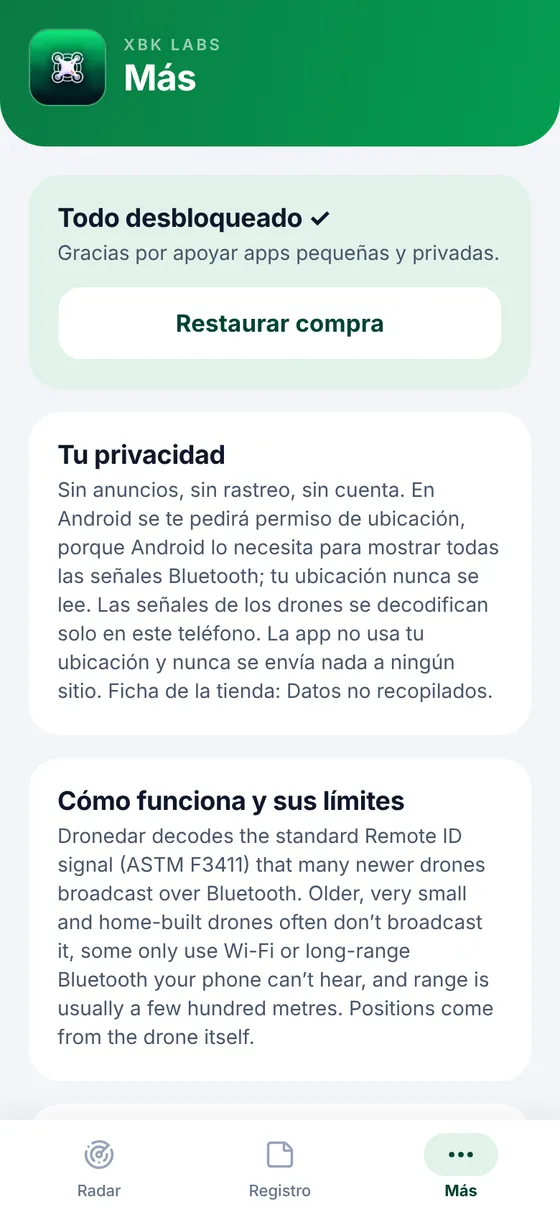 XBK LABS
Más
Todo desbloqueado ✓
Gracias por apoyar apps pequeñas y privadas.
Restaurar compra
Tu privacidad
Sin anuncios, sin rastreo, sin cuenta. En
Android se te pedirá permiso de ubicación,
porque Android lo necesita para mostrar todas
las señales Bluetooth; tu ubicación nunca se
lee. Las señales de los drones se decodifican
solo en este teléfono. La app no usa tu
ubicación y nunca se envía nada a ningún
sitio. Ficha de la tienda: Datos no recopilados.
Cómo funciona y sus límites
Dronedar decodes the standard Remote ID
signal (ASTM F3411) that many newer drones
broadcast over Bluetooth. Older, very small
and home-built drones often don’t broadcast
it, some only use Wi-Fi or long-range
Bluetooth your phone can’t hear, and range is
usually a few hundred metres. Positions come
from the drone itself.
Radar
Registro
Más